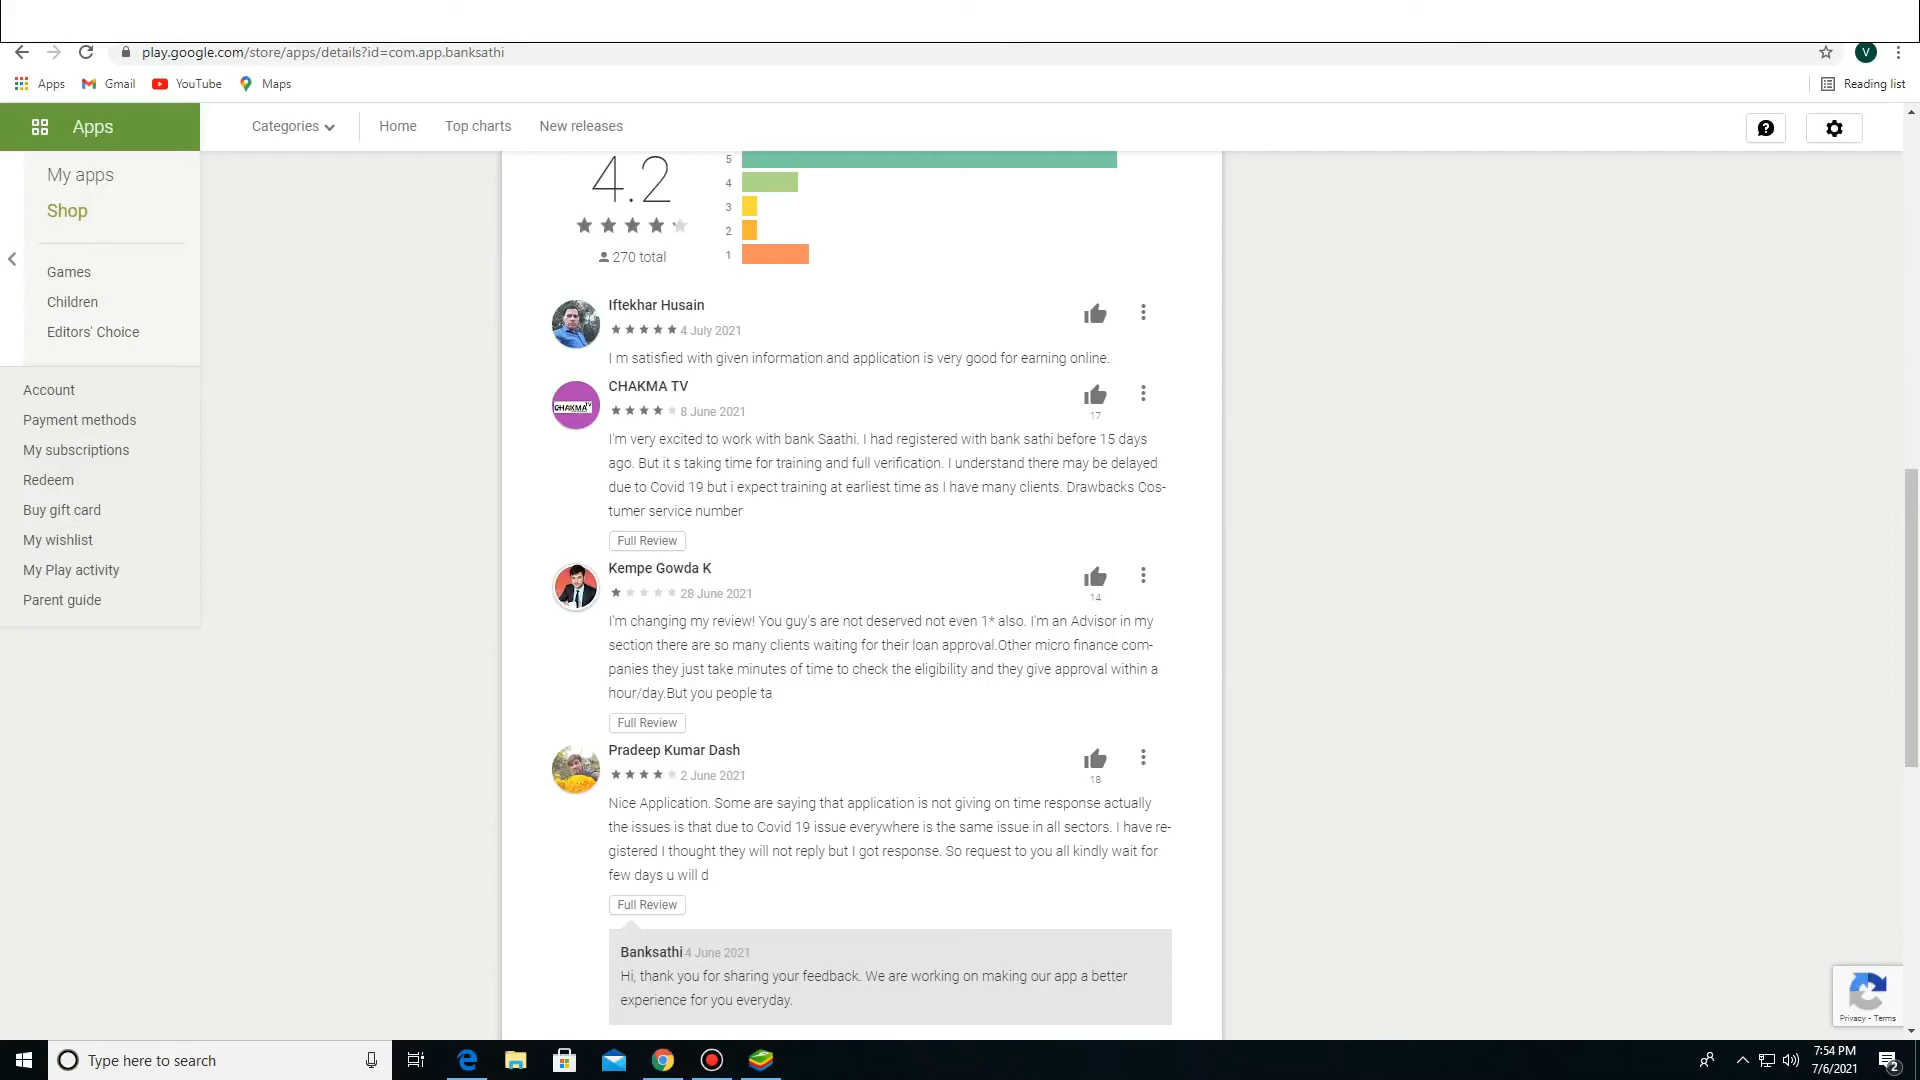 play.google.com/store/apps/details?id=com.app.banksathi
V
Apps
Gmail
YouTube
Maps
Reading list
Apps
Categories
Home
Top charts
New releases
My apps
Shop
Games
Children
Editors' Choice
Account
Payment methods
My subscriptions
Redeem
Buy gift card
My wishlist
My Play activity
Parent guide
4.2
270 total
5
4
3
2
1
Iftekhar Husain
4 July 2021
I m satisfied with given information and application is very good for earning online.
CHAKMA TV
CHAKMA TV
8 June 2021
17
I'm very excited to work with bank Saathi. I had registered with bank sathi before 15 days
ago. But it s taking time for training and full verification. I understand there may be delayed
due to Covid 19 but i expect training at earliest time as I have many clients. Drawbacks Cos-
tumer service number
Full Review
Kempe Gowda K
28 June 2021
14
I'm changing my review! You guy's are not deserved not even 1* also. I'm an Advisor in my
section there are so many clients waiting for their loan approval.Other micro finance com-
panies they just take minutes of time to check the eligibility and they give approval within a
hour/day.But you people ta
Full Review
Pradeep Kumar Dash
2 June 2021
18
Nice Application. Some are saying that application is not giving on time response actually
the issues is that due to Covid 19 issue everywhere is the same issue in all sectors. I have re-
gistered I thought they will not reply but I got response. So request to you all kindly wait for
few days u will d
Full Review
Banksathi 4 June 2021
Hi, thank you for sharing your feedback. We are working on making our app a better
experience for you everyday.
Privacy - Terms
Type here to search
7:54 PM
7/6/2021
2